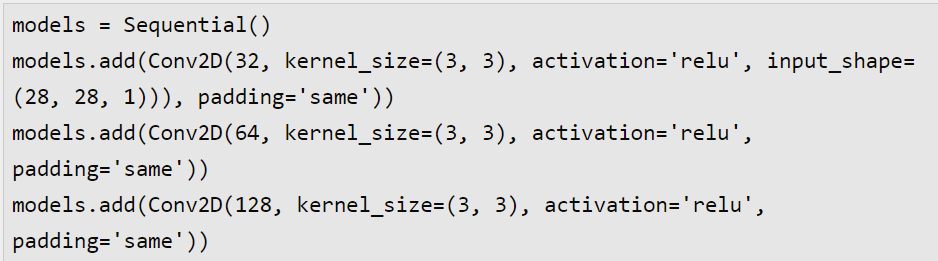 models = Sequential()
models.add(Conv2D(32, kernel_size=(3, 3), activation='relu', input_shape=
(28, 28, 1))), padding='same'))
models.add(Conv2D(64, kernel_size=(3, 3), activation='relu',
padding='same'))
models.add(Conv2D(128, kernel_size=(3, 3), activation='relu',
padding='same'))